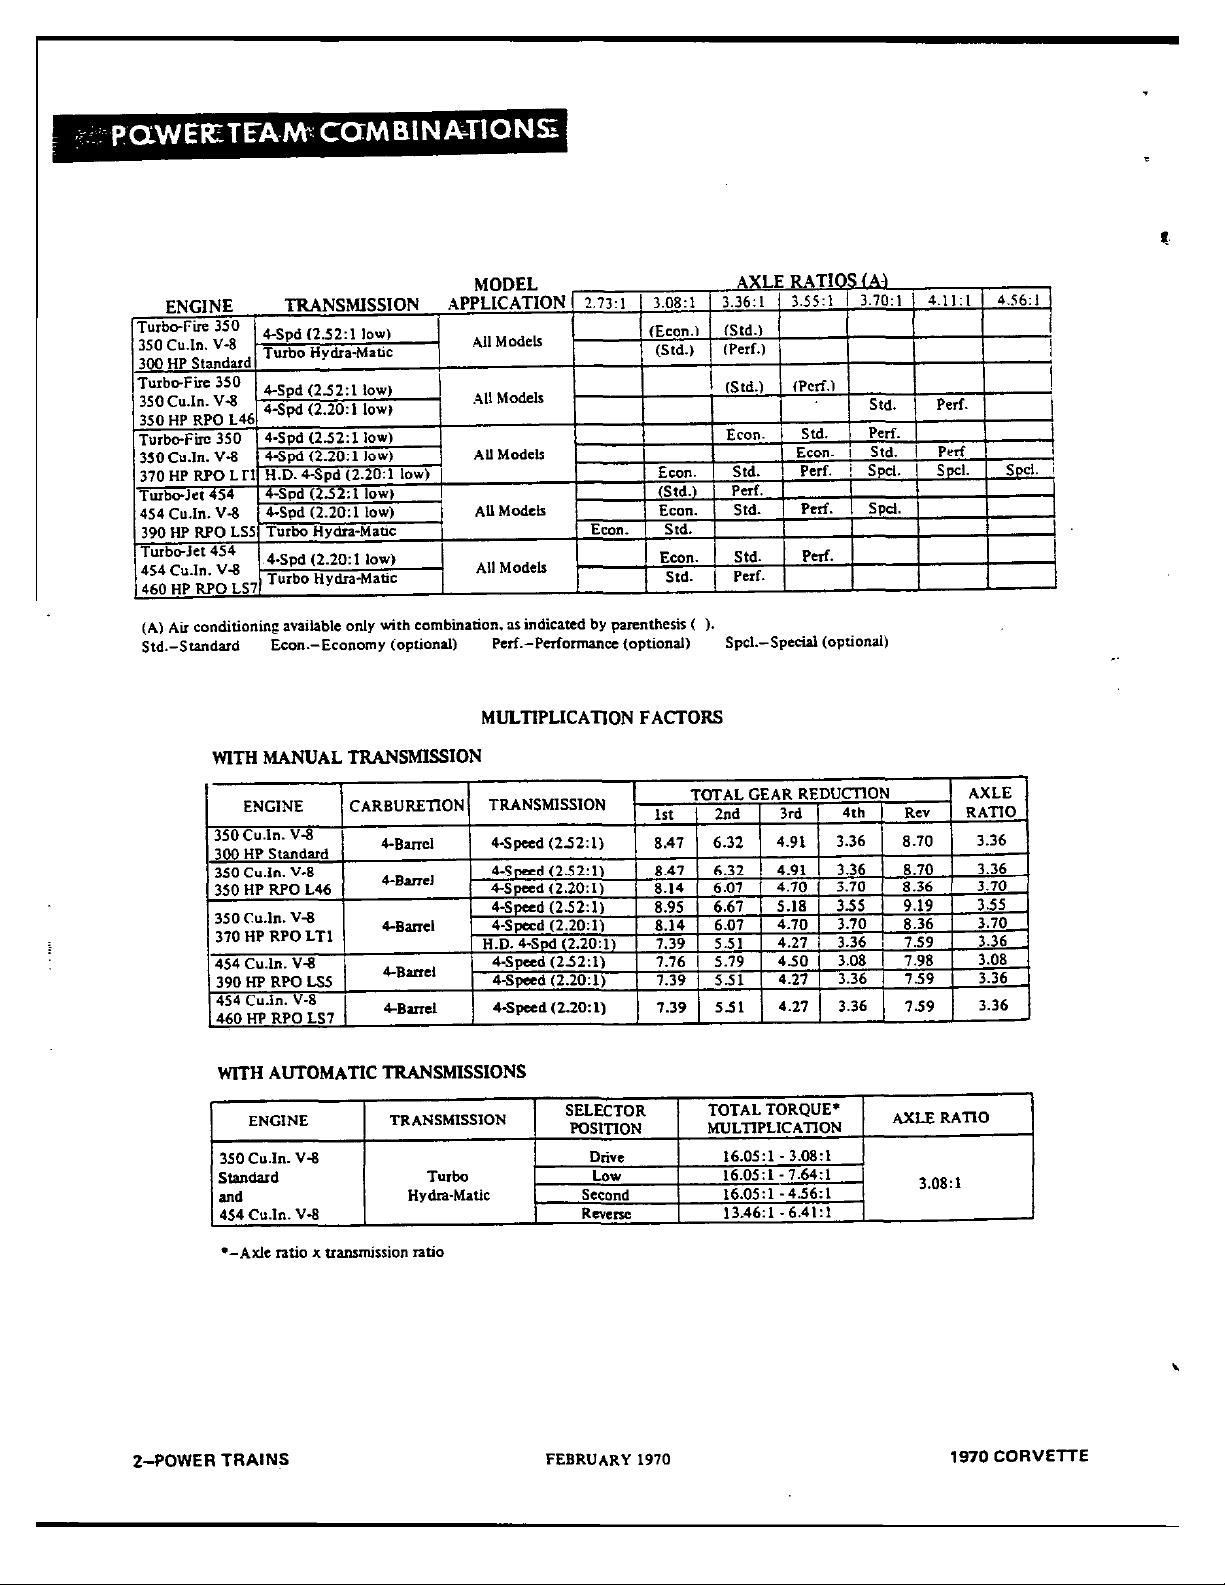 POWER TEAM COMBINATIONS
MODEL AXLE RATIOS (A)
ENGINE TRANSMISSION APPLICATION 2.73:1 3.08:1 3.36:1 3.55:1 3.70:1 4.11:1 4.56:1
Turbo-Fire 350
350 Cu.In. V-8
300 HP Standard
4-Spd (2.52:1 low) All Models (Econ.) (Std.)
Turbo Hydra-Matic (Std.) (Perf.)
Turbo-Fire 350
350 Cu.In. V-8
350 HP RPO L46
4-Spd (2.52:1 low) All Models (Std.) (Perf.)
4-Spd (2.20:1 low) Std. Perf.
Turbo-Fire 350 4-Spd (2.52:1 low) Econ. Std. Perf.
350 Cu.In. V-8 4-Spd (2.20:1 low) All Models Econ. Std. Perf
370 HP RPO LT1 H.D. 4-Spd (2.20:1 low) Econ. Std. Perf. Spcl. Spcl. Spcl.
Turbo-Jet 454 4-Spd (2.52:1 low) (Std.) Perf.
454 Cu.In. V-8 4-Spd (2.20:1 low) All Models Econ. Std. Perf. Spcl.
390 HP RPO LS5 Turbo Hydra-Matic Econ. Std.
Turbo-Jet 454
454 Cu.In. V-8
460 HP RPO LS7
4-Spd (2.20:1 low) All Models Econ. Std. Perf.
Turbo Hydra-Matic Std. Perf.
(A) Air conditioning available only with combination, as indicated by parenthesis ( ).
Std.–Standard Econ.–Economy (optional) Perf.–Performance (optional) Spcl.–Special (optional)
MULTIPLICATION FACTORS
WITH MANUAL TRANSMISSION
ENGINE CARBURETION TRANSMISSION TOTAL GEAR REDUCTION AXLE RATIO
1st 2nd 3rd 4th Rev
350 Cu.In. V-8
300 HP Standard
4-Barrel 4-Speed (2.52:1) 8.47 6.32 4.91 3.36 8.70 3.36
350 Cu.In. V-8
350 HP RPO L46
4-Barrel
4-Speed (2.52:1) 8.47 6.32 4.91 3.36 8.70 3.36
4-Speed (2.20:1) 8.14 6.07 4.70 3.70 8.36 3.70
350 Cu.In. V-8
370 HP RPO LT1
4-Barrel
4-Speed (2.52:1) 8.95 6.67 5.18 3.55 9.19 3.55
4-Speed (2.20:1) 8.14 6.07 4.70 3.70 8.36 3.70
H.D. 4-Spd (2.20:1) 7.39 5.51 4.27 3.36 7.59 3.36
454 Cu.In. V-8
390 HP RPO LS5
4-Barrel
4-Speed (2.52:1) 7.76 5.79 4.50 3.08 7.98 3.08
4-Speed (2.20:1) 7.39 5.51 4.27 3.36 7.59 3.36
454 Cu.In. V-8
460 HP RPO LS7
4-Barrel 4-Speed (2.20:1) 7.39 5.51 4.27 3.36 7.59 3.36
WITH AUTOMATIC TRANSMISSIONS
ENGINE TRANSMISSION SELECTOR POSITION TOTAL TORQUE* MULTIPLICATION AXLE RATIO
350 Cu.In. V-8
Standard
and
454 Cu.In. V-8
Turbo
Hydra-Matic
Drive 16.05:1 - 3.08:1
Low 16.05:1 - 7.64:1
Second 16.05:1 - 4.56:1
Reverse 13.46:1 - 6.41:1
3.08:1
*–Axle ratio x transmission ratio
2–POWER TRAINS FEBRUARY 1970 1970 CORVETTE